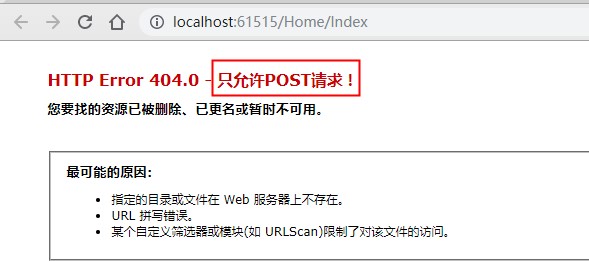 localhost:61515/Home/Index
HTTP Error 404.0 - 只允许POST请求！
您要找的资源已被删除、已更名或暂时不可用。
最可能的原因:
指定的目录或文件在 Web 服务器上不存在。
URL 拼写错误。
某个自定义筛选器或模块(如 URLScan)限制了对该文件的访问。